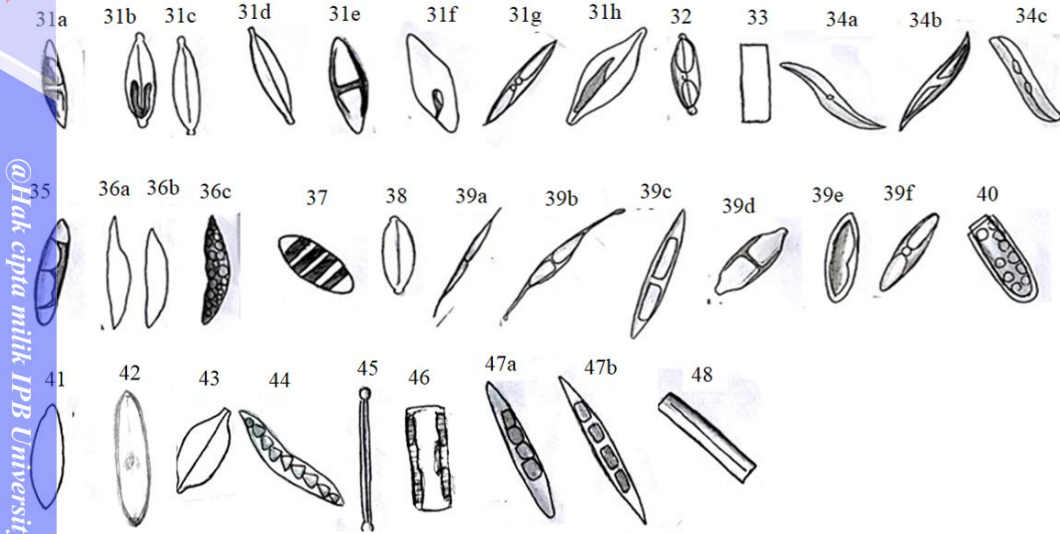 31a 31b 31c 31d 31e 31f 31g 31h 32 33 34a 34b 34c
35 36a 36b 36c 37 38 39a 39b 39c 39d 39e 39f 40
41 42 43 44 45 46 47a 47b 48
@Hak cipta milik IPB University